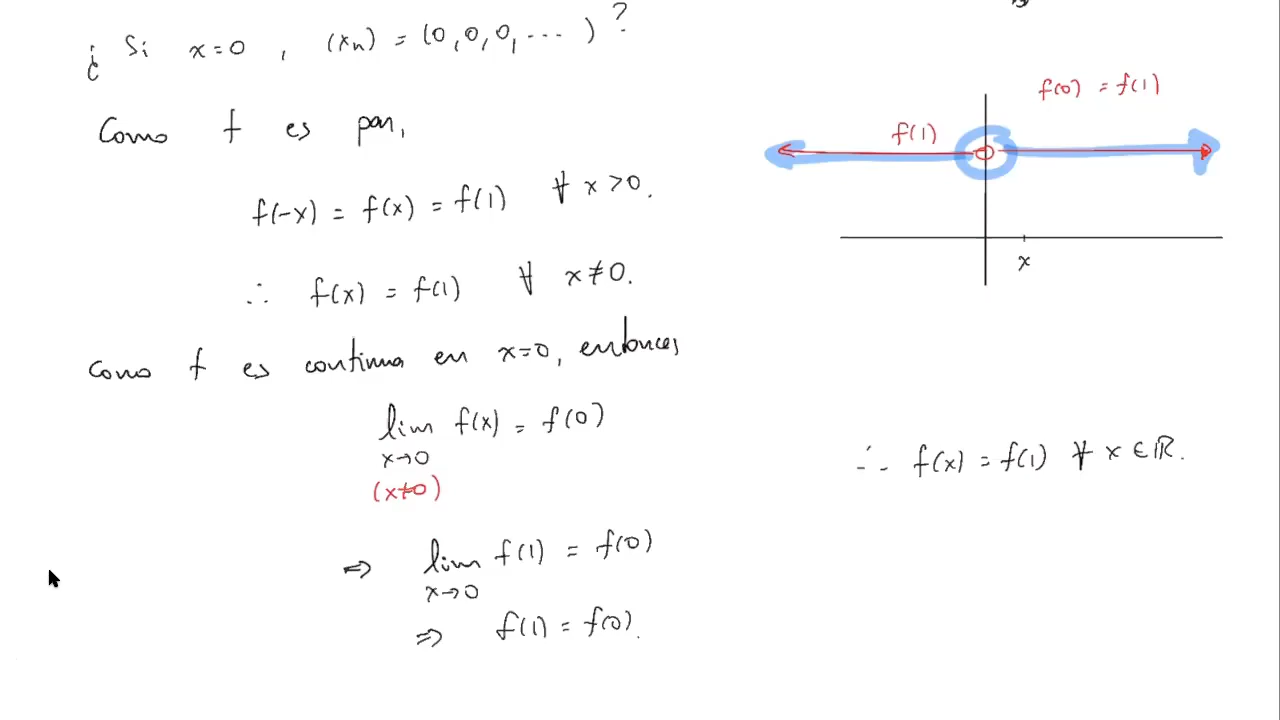 ¿ Si x=0 , (xn) = (0,0,0,...) ?
Como f es par,
f(-x) = f(x) = f(1) ∀ x>0.
∴ f(x) = f(1) ∀ x≠0.
Como f es continua en x=0, entonces
lim f(x) = f(0)
x→0
(x≠0)
⇒ lim f(1) = f(0)
x→0
⇒ f(1) = f(0).
f(0) = f(1)
f(1)
x
∴ f(x) = f(1) ∀ x ∈ ℝ.